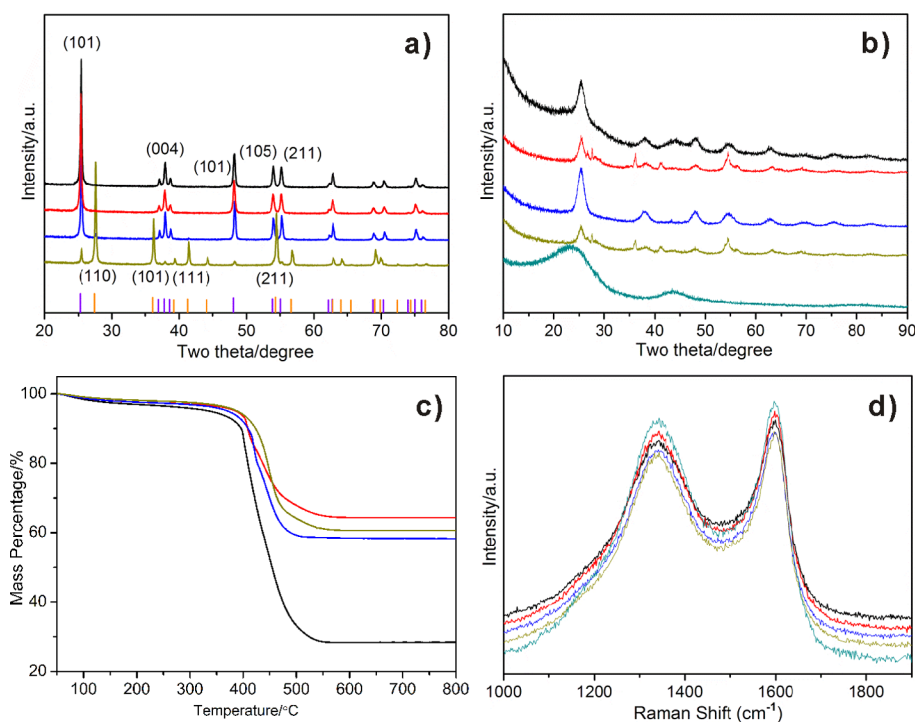 a)
(101)
(004)
(101)
(105)
(211)
(110)
(101)
(111)
(211)
Intensity/a.u.
20 30 40 50 60 70 80
Two theta/degree
b)
Intensity/a.u.
10 20 30 40 50 60 70 80 90
Two theta/degree
c)
Mass Percentage/%
100
80
60
40
20
100 200 300 400 500 600 700 800
Temperature/°C
d)
Intensity/a.u.
1000 1200 1400 1600 1800
Raman Shift (cm⁻¹)